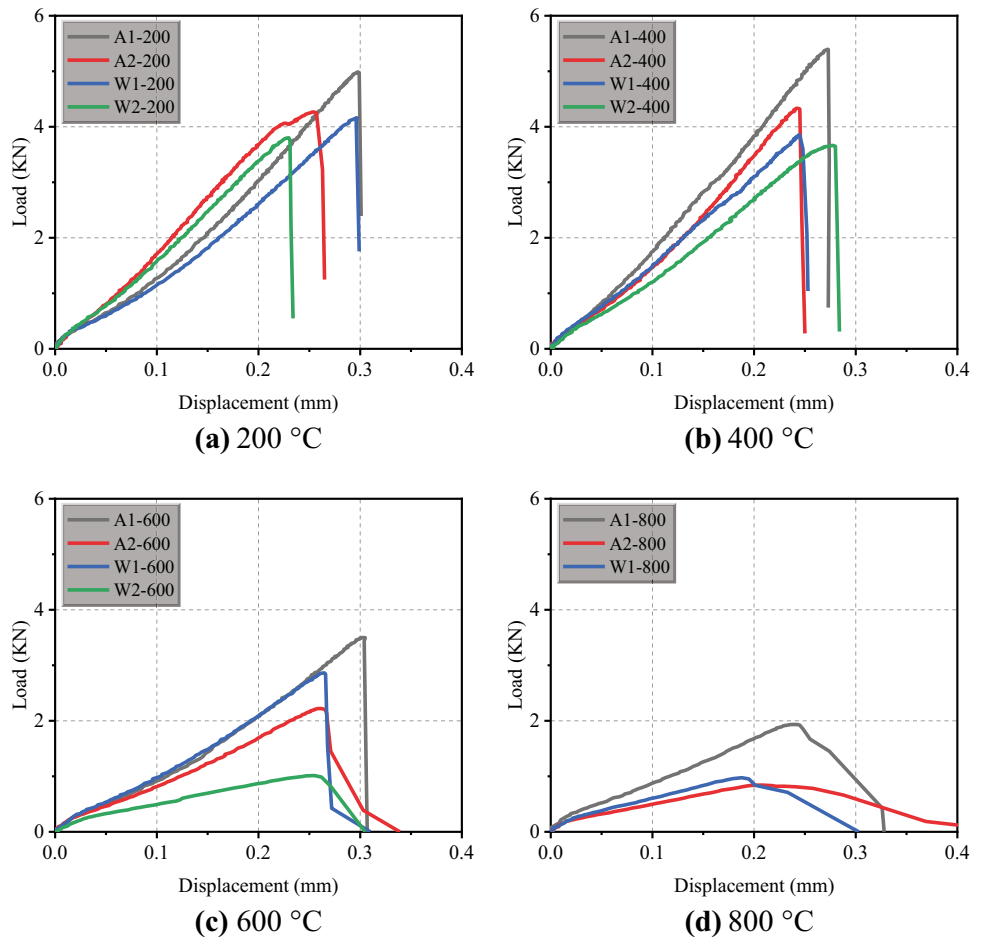 6
4
2
0
Load (KN)
A1-200
A2-200
W1-200
W2-200
0.0 0.1 0.2 0.3 0.4
Displacement (mm)
(a) 200 °C
6
4
2
0
Load (KN)
A1-400
A2-400
W1-400
W2-400
0.0 0.1 0.2 0.3 0.4
Displacement (mm)
(b) 400 °C
6
4
2
0
Load (KN)
A1-600
A2-600
W1-600
W2-600
0.0 0.1 0.2 0.3 0.4
Displacement (mm)
(c) 600 °C
6
4
2
0
Load (KN)
A1-800
A2-800
W1-800
0.0 0.1 0.2 0.3 0.4
Displacement (mm)
(d) 800 °C